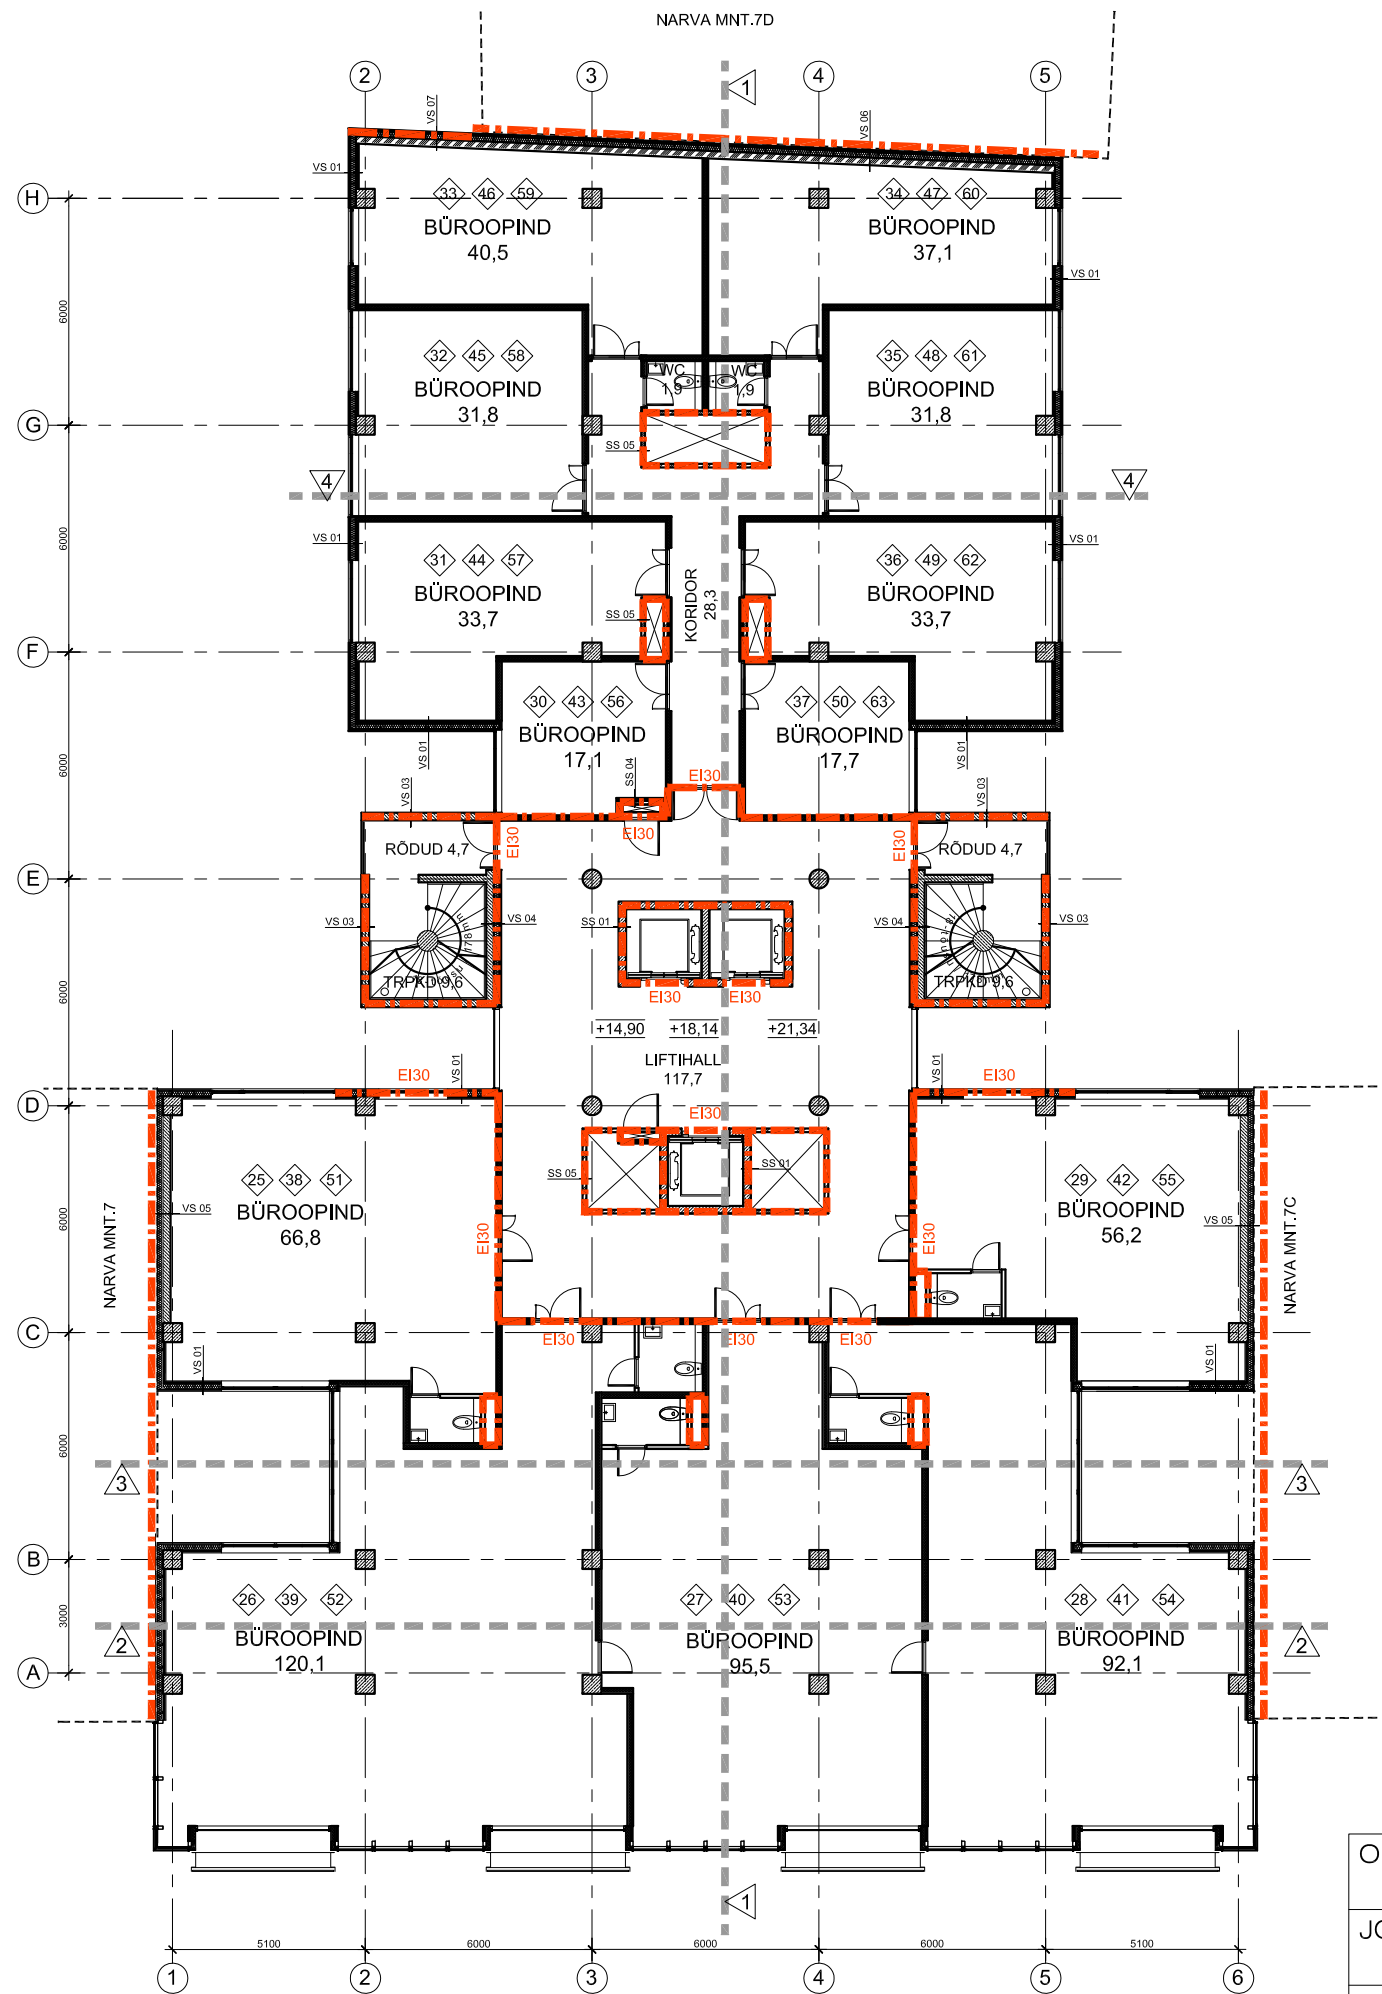 NARVA MNT.7D
2
3
4
5
1
VS 07
VS 06
VS 01
H
33 46 59
BÜROOPIND
40,5
34 47 60
BÜROOPIND
37,1
VS 01
6000
32 45 58
BÜROOPIND
31,8
WC
1,9
WC
1,9
35 48 61
BÜROOPIND
31,8
G
SS 05
4
4
6000
VS 01
VS 01
31 44 57
BÜROOPIND
33,7
KORIDOR
28,3
SS 05
36 49 62
BÜROOPIND
33,7
F
30 43 56
BÜROOPIND
17,1
37 50 63
BÜROOPIND
17,7
6000
VS 01
VS 01
SS 04
EI30
VS 03
VS 03
EI30
EI30
EI30
RÕDUD 4,7
RÕDUD 4,7
E
VS 03
VS 04
SS 01
VS 04
VS 03
TRPKD 9,6
TRPKD 9,6
6000
EI30
EI30
+14,90
+18,14
+21,34
LIFTIHALL
117,7
EI30
VS 01
VS 01
EI30
D
EI30
25 38 51
BÜROOPIND
66,8
SS 05
SS 01
29 42 55
BÜROOPIND
56,2
NARVA MNT.7
VS 05
VS 05
NARVA MNT.7C
6000
EI30
EI30
C
EI30
EI30
EI30
VS 01
VS 01
6000
3
3
B
26 39 52
BÜROOPIND
120,1
27 40 53
BÜROOPIND
95,5
28 41 54
BÜROOPIND
92,1
3000
2
2
A
O
JO
1
5100
6000
6000
6000
5100
1
2
3
4
5
6